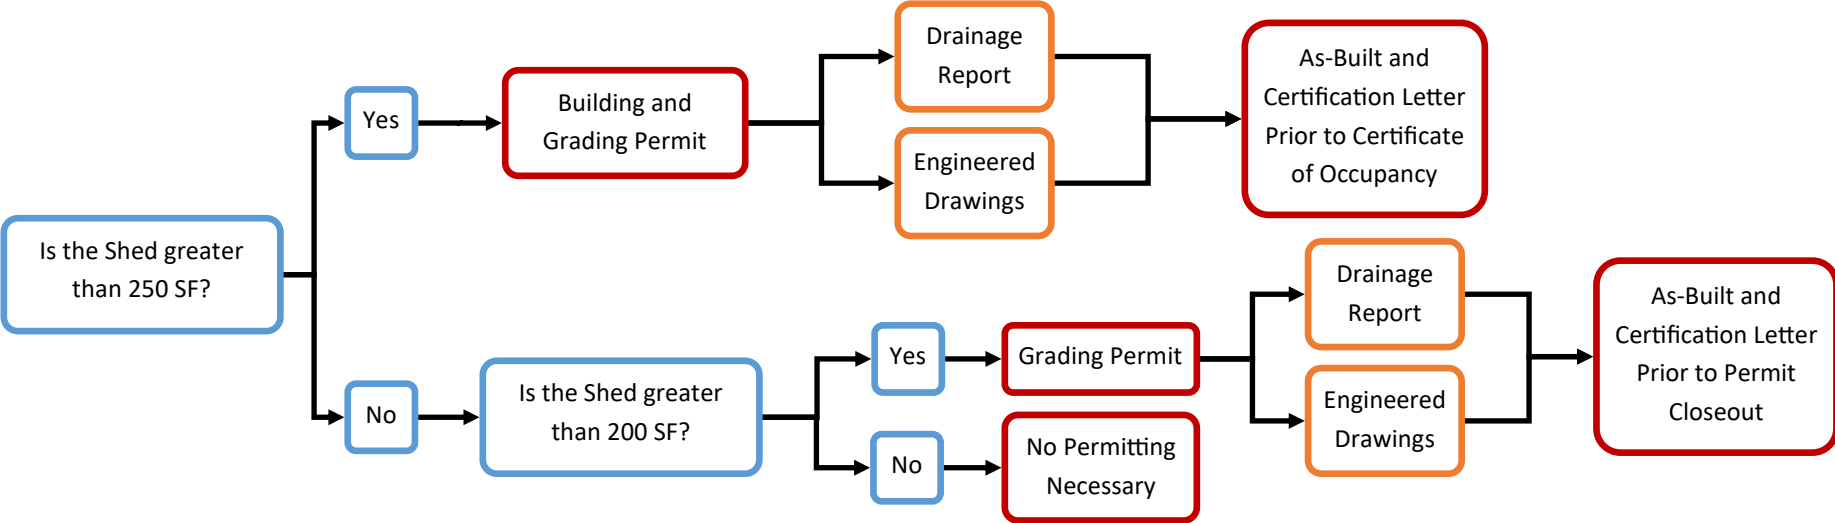 Is the Shed greater
than 250 SF?
Yes
Building and
Grading Permit
Drainage
Report
Engineered
Drawings
As-Built and
Certification Letter
Prior to Certificate
of Occupancy
No
Is the Shed greater
than 200 SF?
Yes
Grading Permit
Drainage
Report
Engineered
Drawings
As-Built and
Certification Letter
Prior to Permit
Closeout
No
No Permitting
Necessary